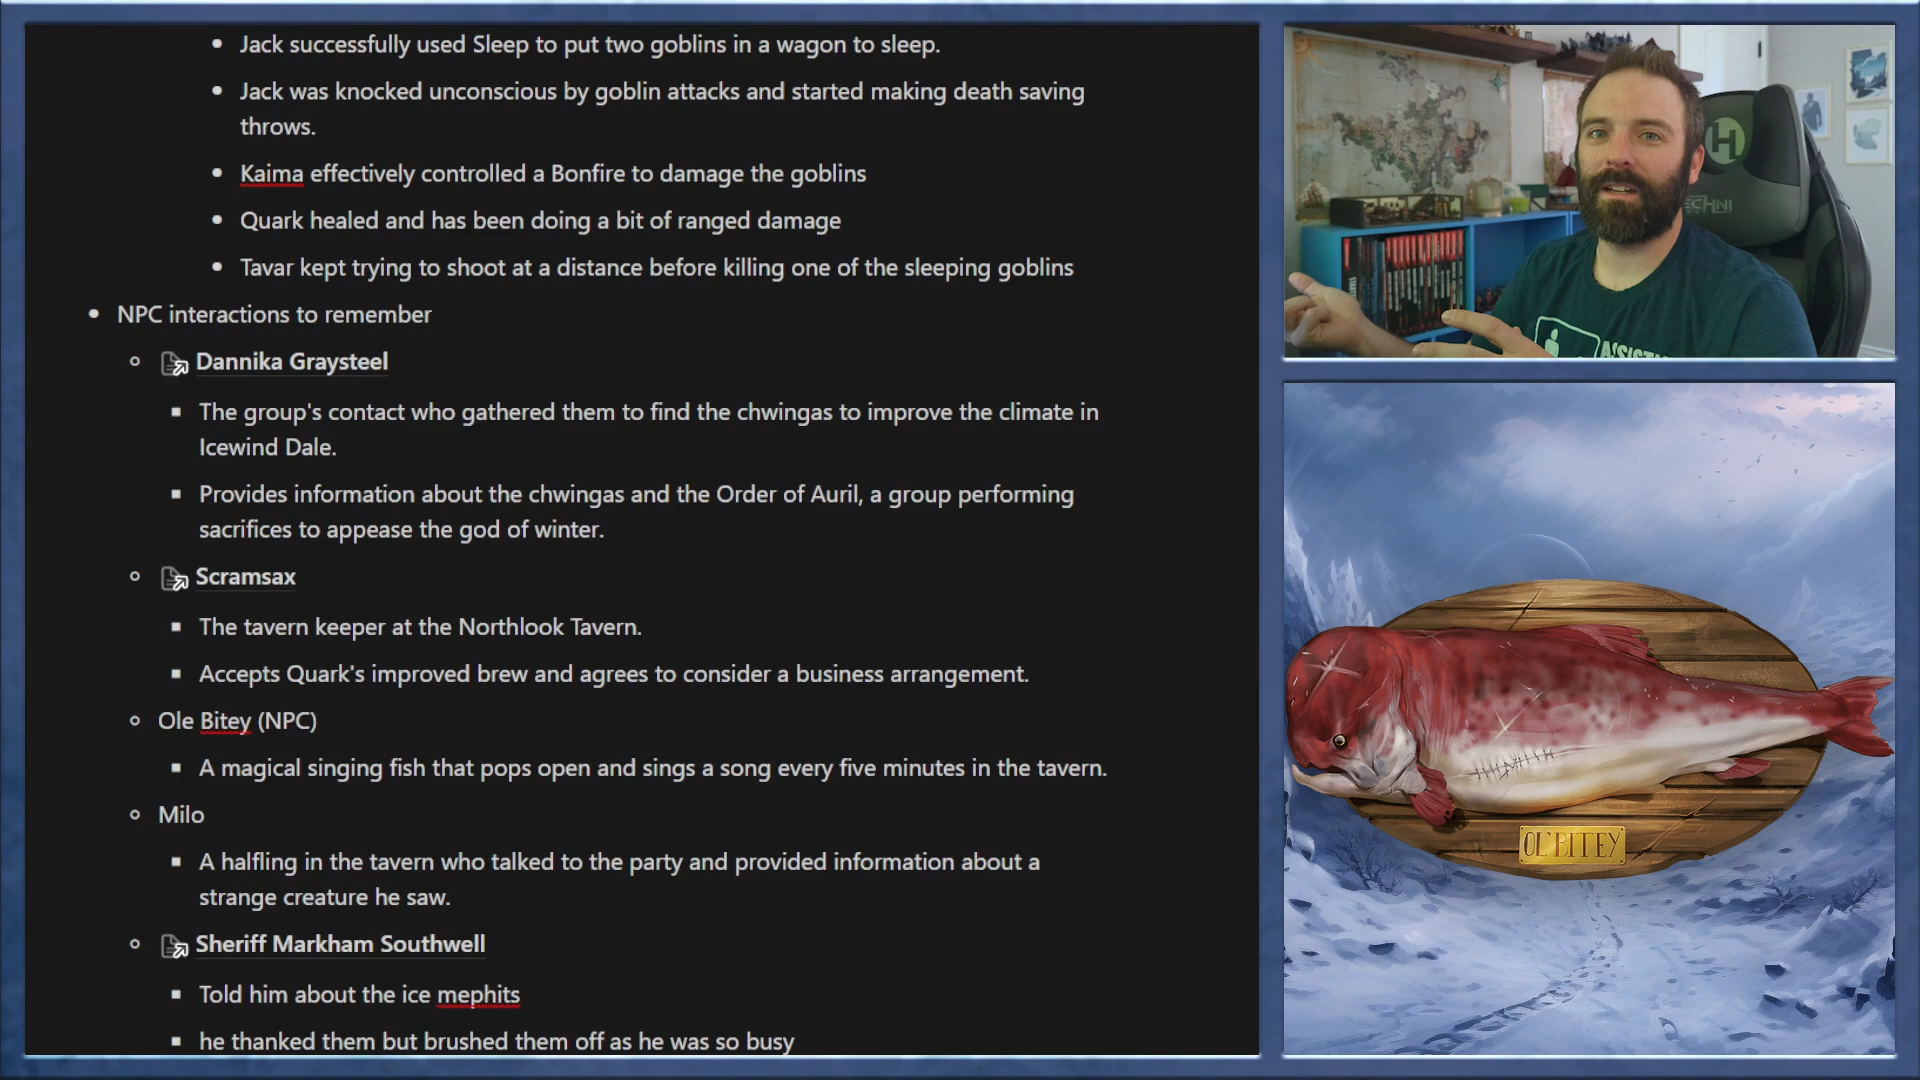 Jack successfully used Sleep to put two goblins in a wagon to sleep.
Jack was knocked unconscious by goblin attacks and started making death saving
throws.
Kaima effectively controlled a Bonfire to damage the goblins
Quark healed and has been doing a bit of ranged damage
Tavar kept trying to shoot at a distance before killing one of the sleeping goblins
NPC interactions to remember
Dannika Graysteel
The group's contact who gathered them to find the chwingas to improve the climate in
Icewind Dale.
Provides information about the chwingas and the Order of Auril, a group performing
sacrifices to appease the god of winter.
Scramsax
The tavern keeper at the Northlook Tavern.
Accepts Quark's improved brew and agrees to consider a business arrangement.
Ole Bitey (NPC)
A magical singing fish that pops open and sings a song every five minutes in the tavern.
Milo
A halfling in the tavern who talked to the party and provided information about a
strange creature he saw.
Sheriff Markham Southwell
Told him about the ice mephits
he thanked them but brushed them off as he was so busy
OL' BITEY